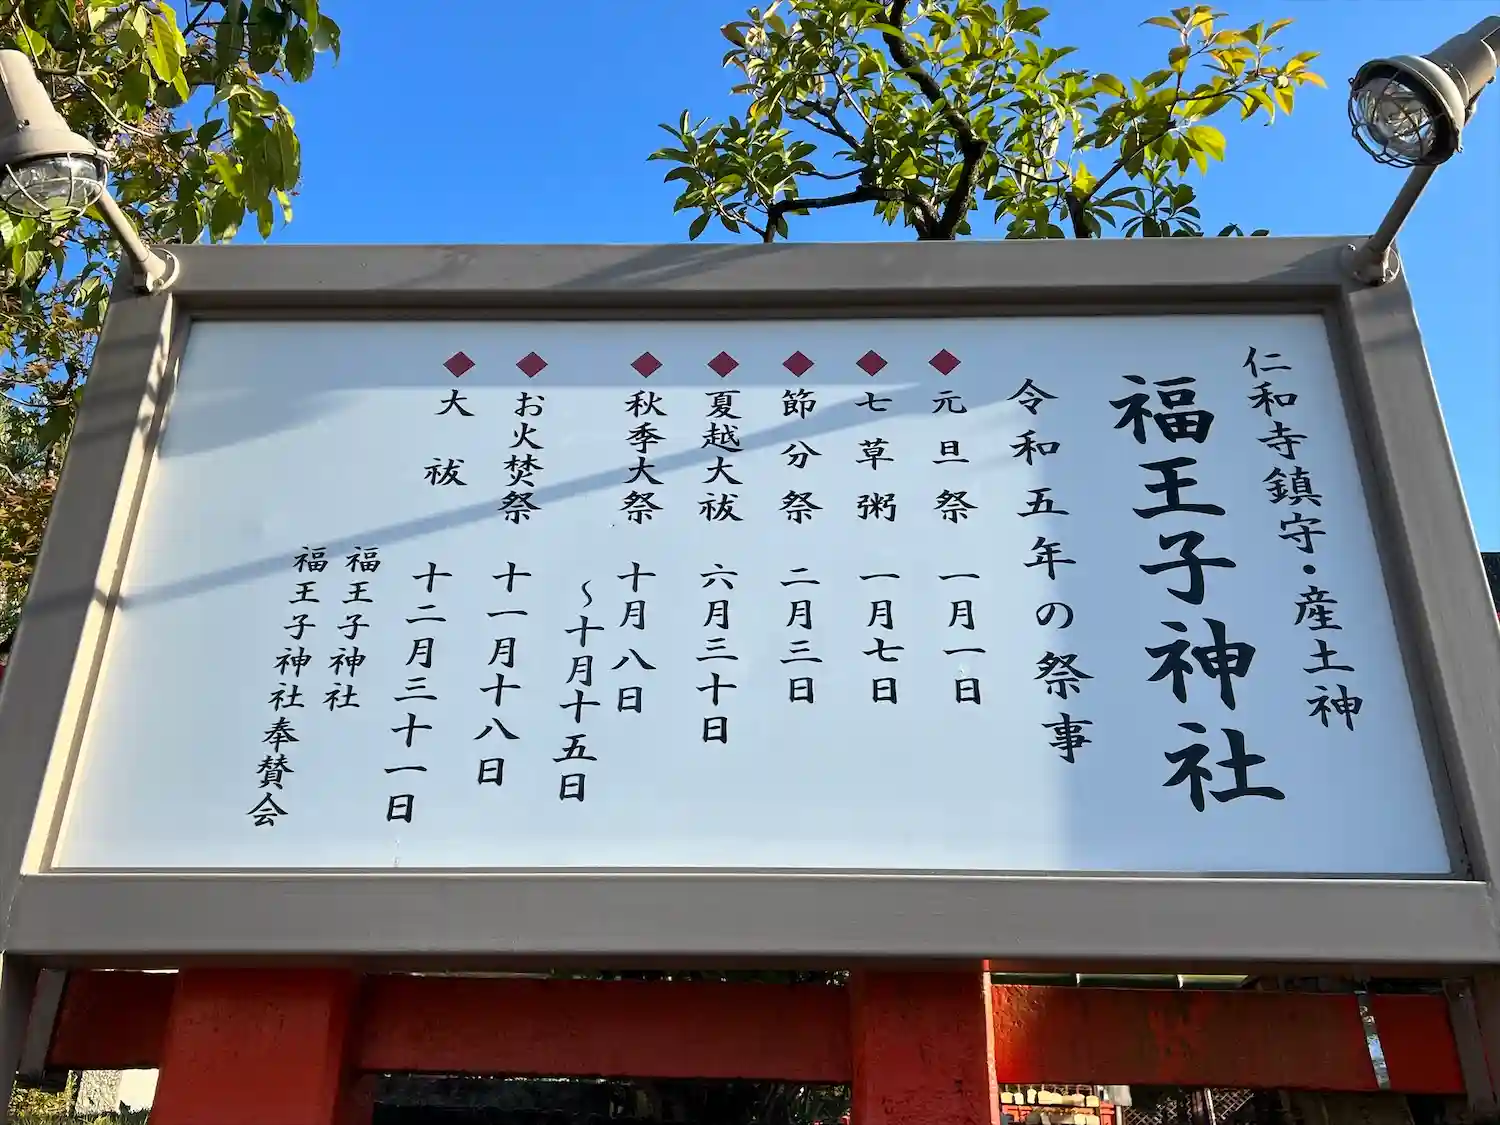 仁和寺鎮守・産土神
福王子神社
令和五年の祭事
◆元旦祭 一月一日
◆七草粥 一月七日
◆節分祭 二月三日
◆夏越大祓 六月三十日
◆秋季大祭 十月八日
～十月十五日
◆お火焚祭 十一月十八日
◆大祓 十二月三十一日
福王子神社
福王子神社奉賛会